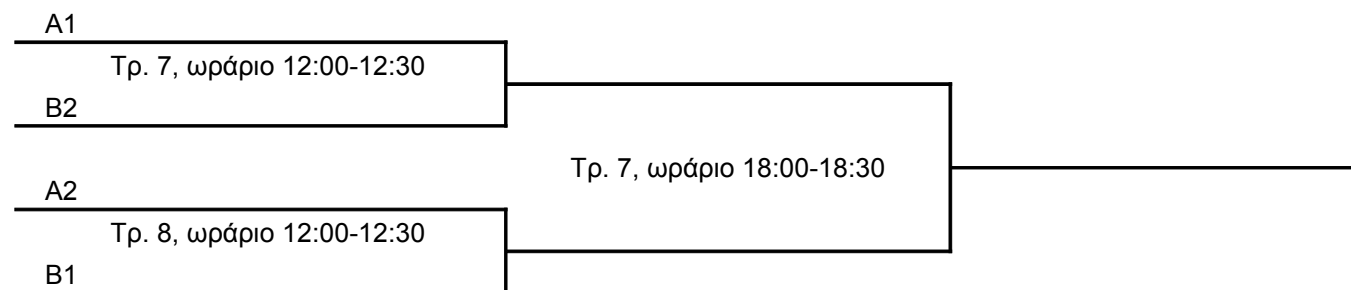 A1
Τρ. 7, ωράριο 12:00-12:30
B2
Τρ. 7, ωράριο 18:00-18:30
A2
Τρ. 8, ωράριο 12:00-12:30
B1